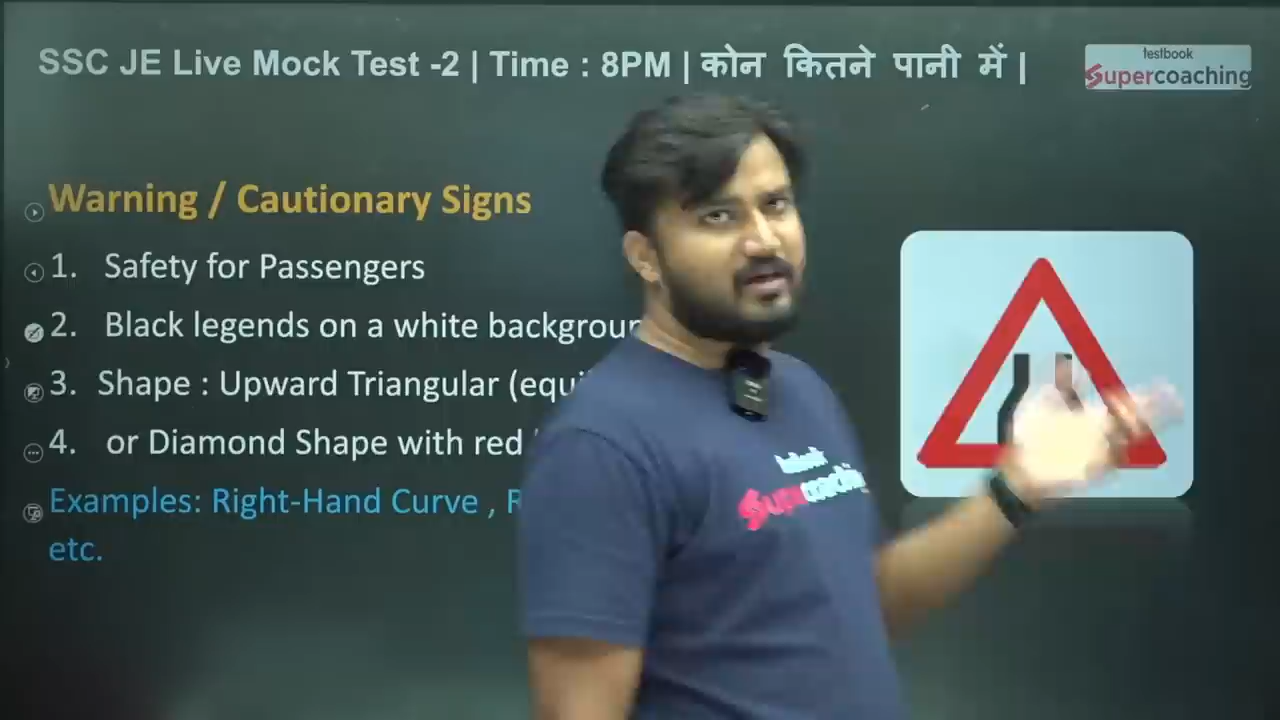 SSC JE Live Mock Test -2 | Time : 8PM | कोन कितने पानी में |
testbook
Supercoaching
Warning / Cautionary Signs
1. Safety for Passengers
2. Black legends on a white
3. Shape : Upward Triangular
4. or Diamond Shape with red
Examples: Right-Hand Curve ,
etc.
testbook
Supercoaching